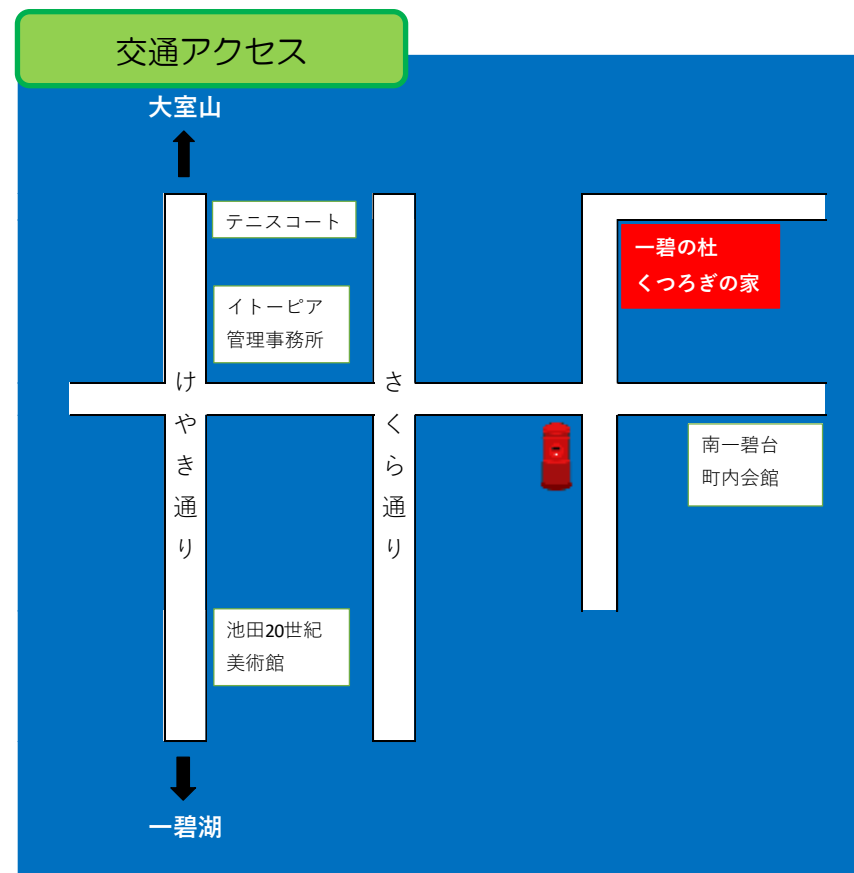 交通アクセス
大室山
テニスコート
一碧の杜
くつろぎの家
イトーピア
管理事務所
けやき通り
さくら通り
南一碧台
町内会館
池田20世紀
美術館
一碧湖